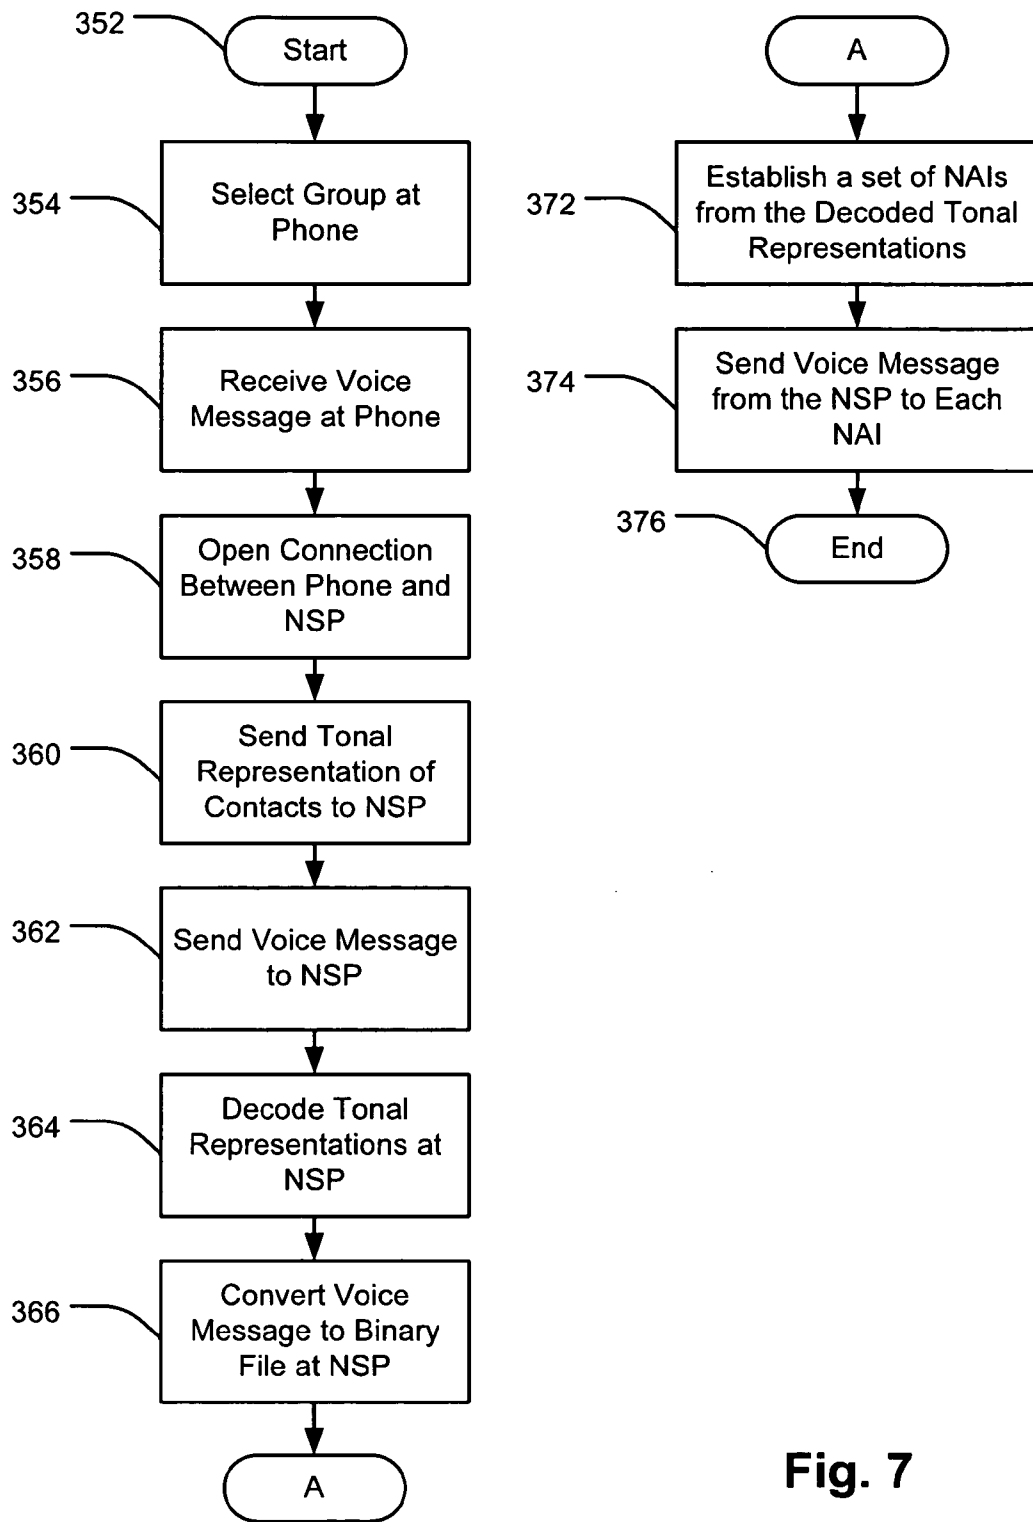 352
Start
354
Select Group at
Phone
356
Receive Voice
Message at Phone
358
Open Connection
Between Phone and
NSP
360
Send Tonal
Representation of
Contacts to NSP
362
Send Voice Message
to NSP
364
Decode Tonal
Representations at
NSP
366
Convert Voice
Message to Binary
File at NSP
A
A
372
Establish a set of NAIs
from the Decoded Tonal
Representations
374
Send Voice Message
from the NSP to Each
NAI
376
End
Fig. 7